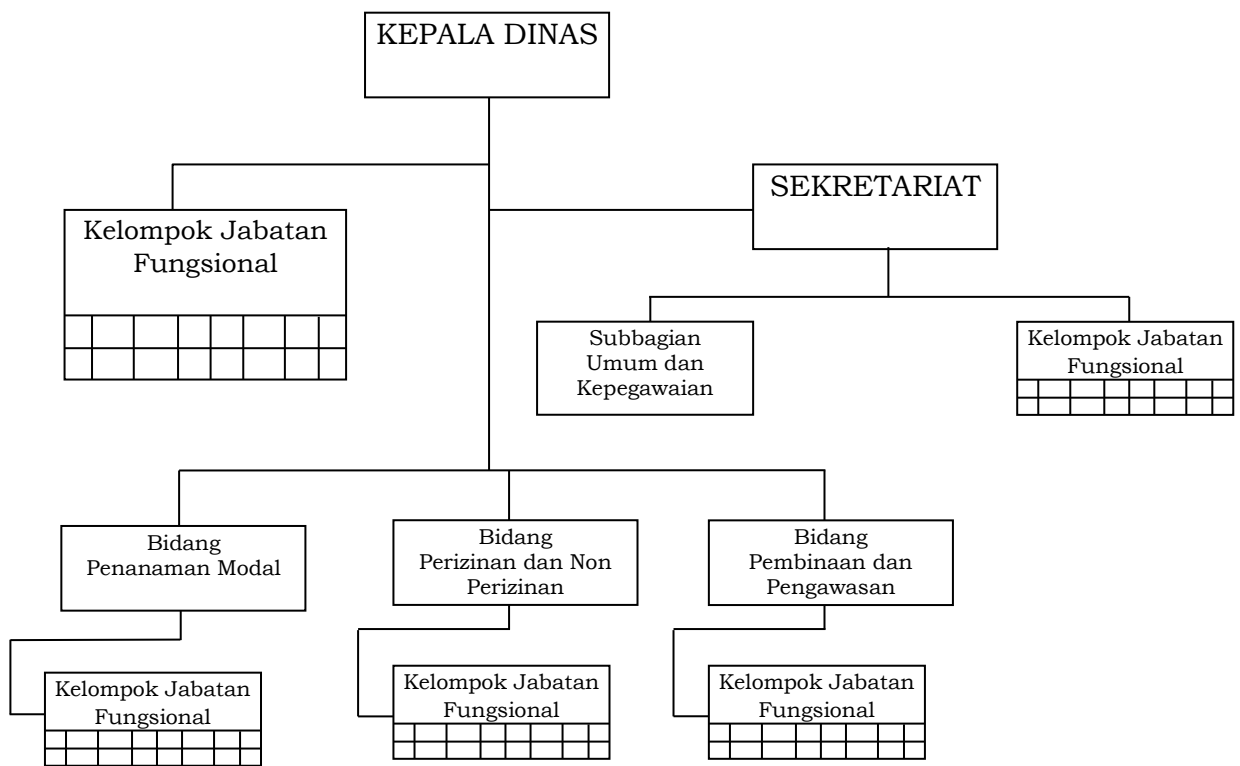 KEPALA DINAS
SEKRETARIAT
Kelompok Jabatan
Fungsional
Subbagian
Umum dan
Kepegawaian
Kelompok Jabatan
Fungsional
Bidang
Penanaman Modal
Bidang
Perizinan dan Non
Perizinan
Bidang
Pembinaan dan
Pengawasan
Kelompok Jabatan
Fungsional
Kelompok Jabatan
Fungsional
Kelompok Jabatan
Fungsional